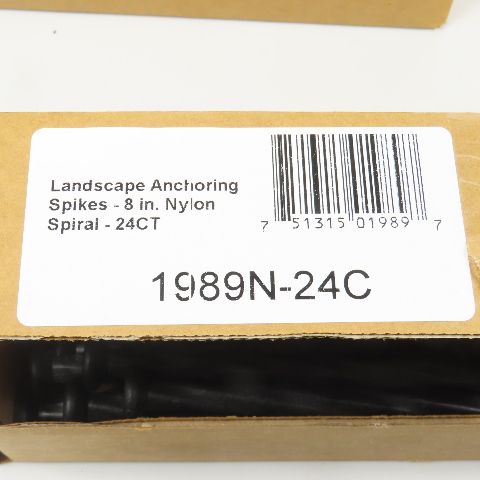 Landscape Anchoring
Spikes - 8 in. Nylon
Spiral - 24CT
7 51315 01989 7
1989N-24C